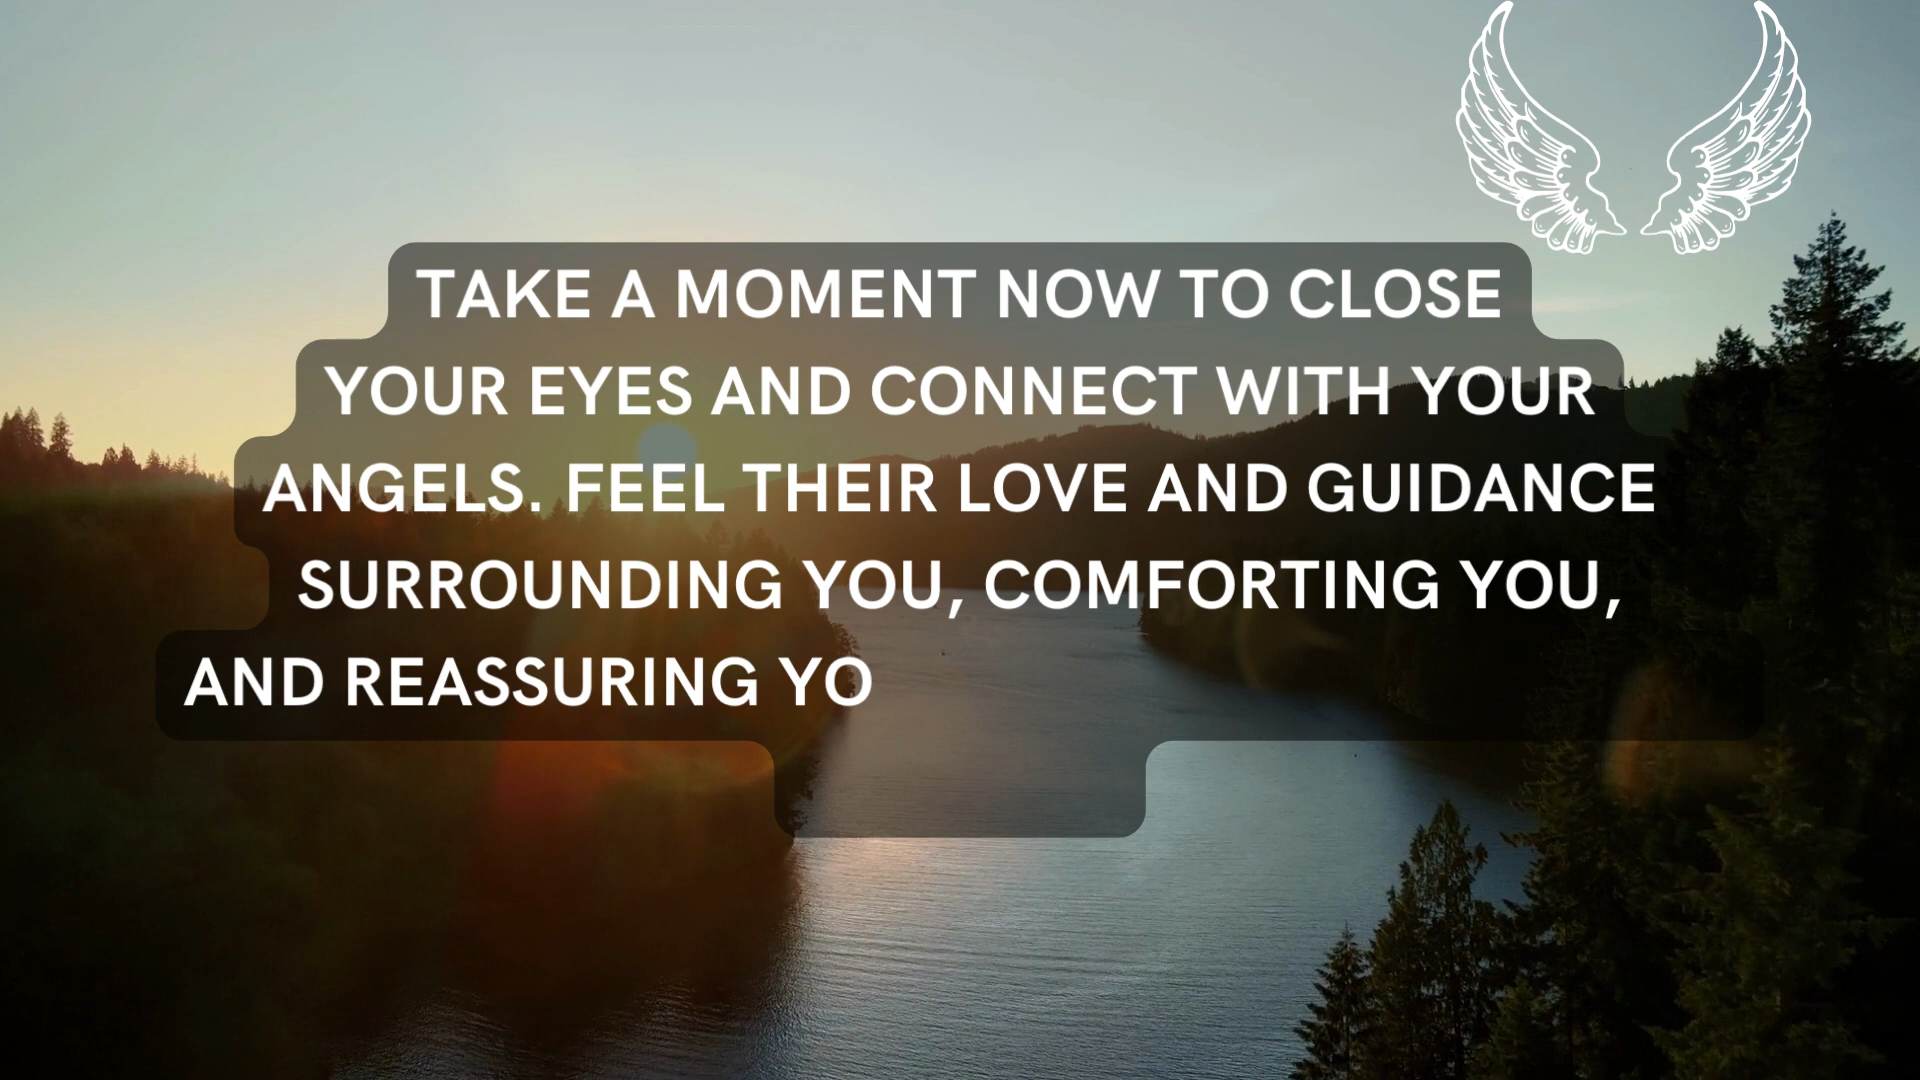 TAKE A MOMENT NOW TO CLOSE
YOUR EYES AND CONNECT WITH YOUR
ANGELS. FEEL THEIR LOVE AND GUIDANCE
SURROUNDING YOU, COMFORTING YOU,
AND REASSURING YO